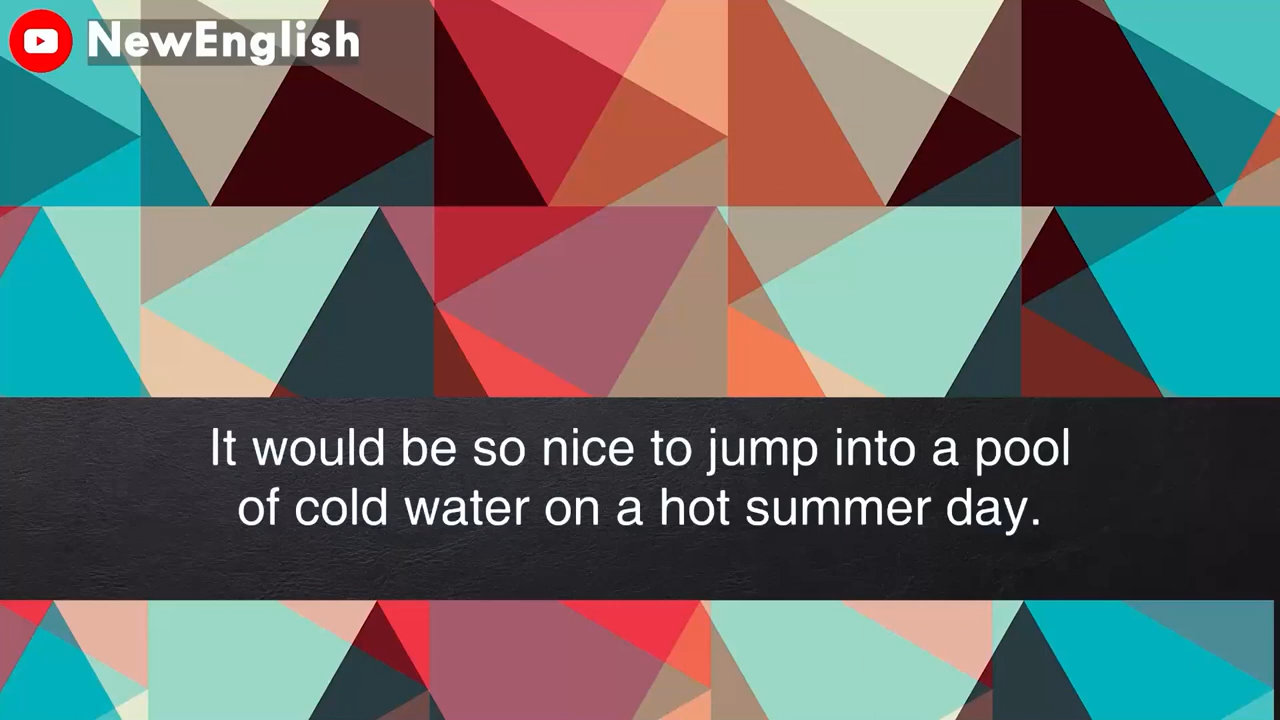 NewEnglish
It would be so nice to jump into a pool
of cold water on a hot summer day.